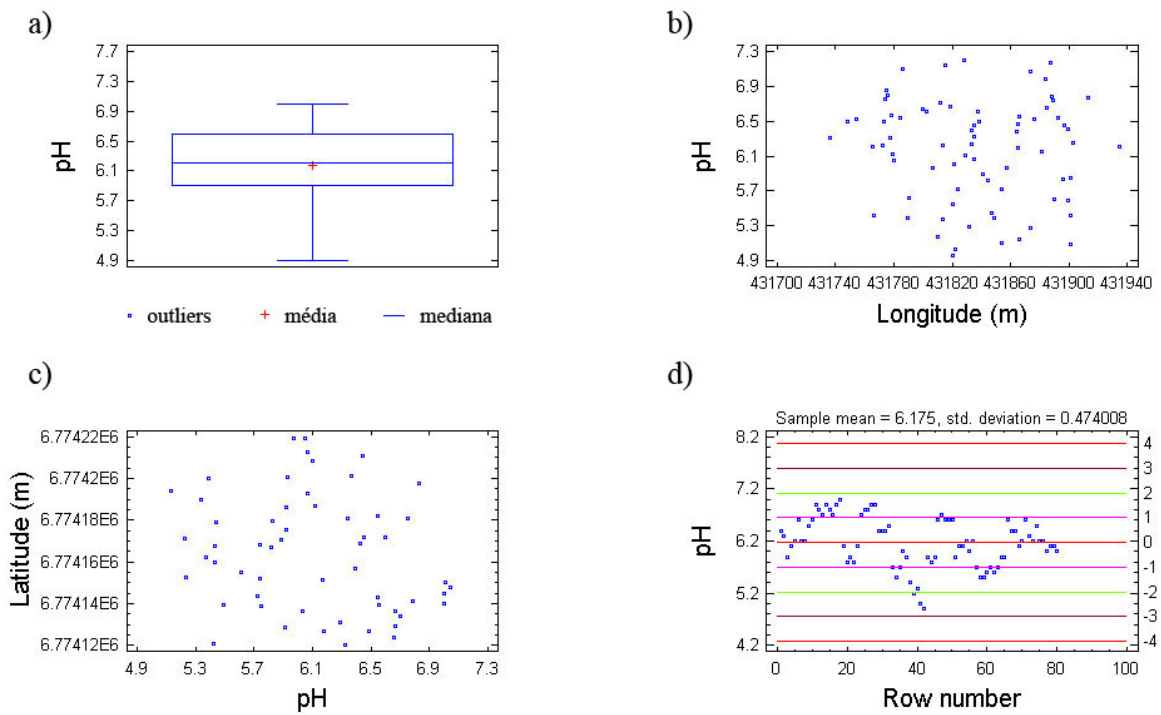 a)
7.7
7.3
6.9
6.5
6.1
5.7
5.3
4.9
pH
outliers
média
mediana
b)
7.3
6.9
6.5
6.1
5.7
5.3
4.9
pH
431700 431740 431780 431820 431860 431900 431940
Longitude (m)
c)
6.77422E6
6.7742E6
6.77418E6
6.77416E6
6.77414E6
6.77412E6
Latitude (m)
4.9 5.3 5.7 6.1 6.5 6.9 7.3
pH
d)
Sample mean = 6.175, std. deviation = 0.474008
8.2
7.2
6.2
5.2
4.2
pH
4
3
2
1
0
-1
-2
-3
-4
0 20 40 60 80 100
Row number